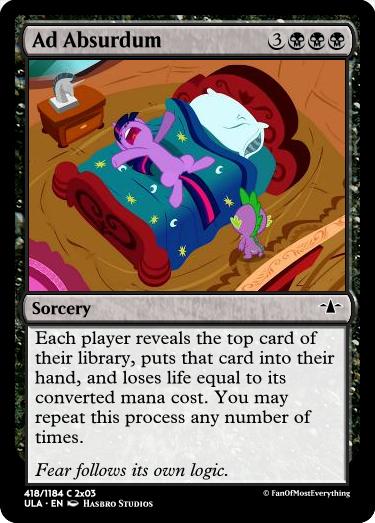 Ad Absurdum 3
Sorcery
Each player reveals the top card of
their library, puts that card into their
hand, and loses life equal to its
converted mana cost. You may
repeat this process any number of
times.
Fear follows its own logic.
418/1184 C 2x03
ULA • EN Hasbro Studios
© FanOfMostEverything